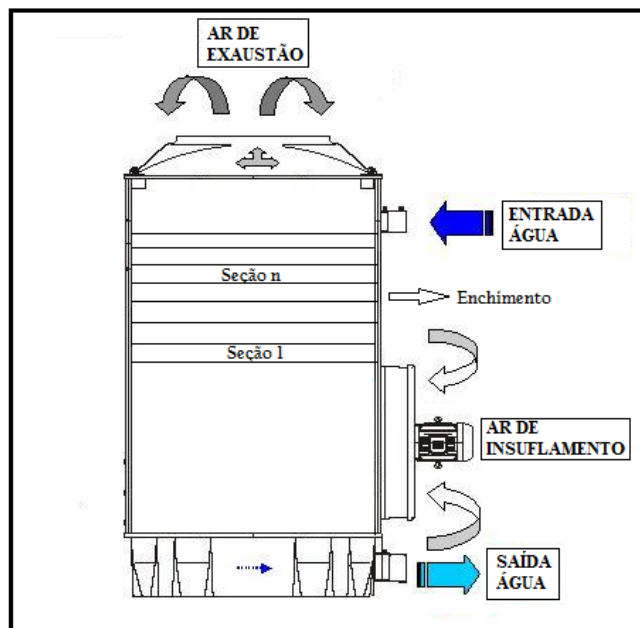 AR DE
EXAUSTÃO
ENTRADA
ÁGUA
Seção n
Enchimento
Seção 1
AR DE
INSUFLAMENTO
SAÍDA
ÁGUA